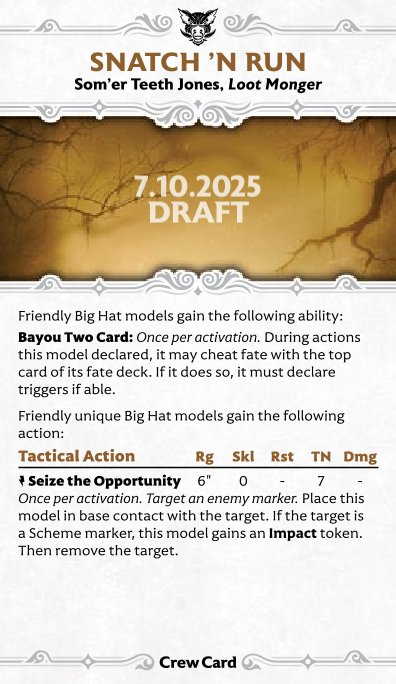 SNATCH ’N RUN
Som’er Teeth Jones, Loot Monger
7.10.2025
DRAFT
Friendly Big Hat models gain the following ability:
Bayou Two Card: Once per activation. During actions
this model declared, it may cheat fate with the top
card of its fate deck. If it does so, it must declare
triggers if able.
Friendly unique Big Hat models gain the following
action:
Tactical Action Rg Skl Rst TN Dmg
Seize the Opportunity 6" 0 - 7 -
Once per activation. Target an enemy marker. Place this
model in base contact with the target. If the target is
a Scheme marker, this model gains an Impact token.
Then remove the target.
Crew Card